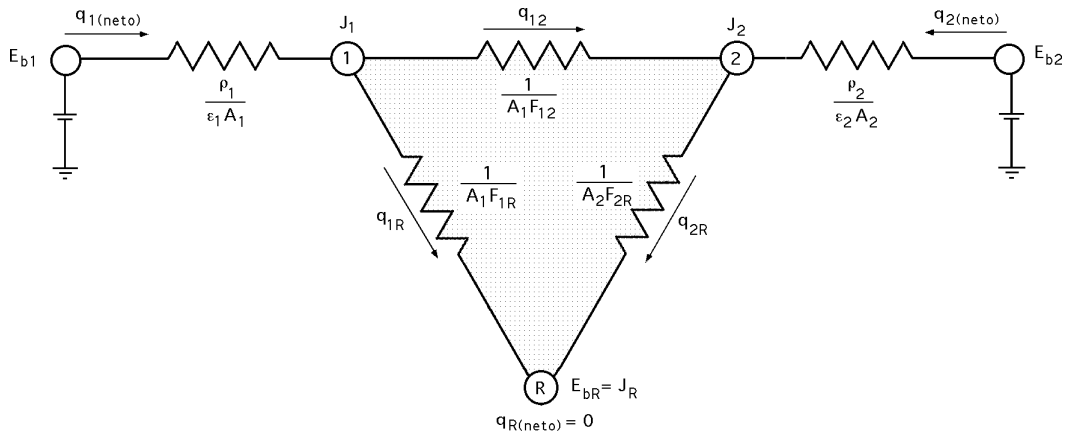 q1(neto)
J1
q12
J2
q2(neto)
Eb1
1
2
Eb2
ρ1
ε1A1
1
A1F12
ρ2
ε2A2
1
A1F1R
1
A2F2R
q1R
q2R
R
EbR= JR
qR(neto) = 0